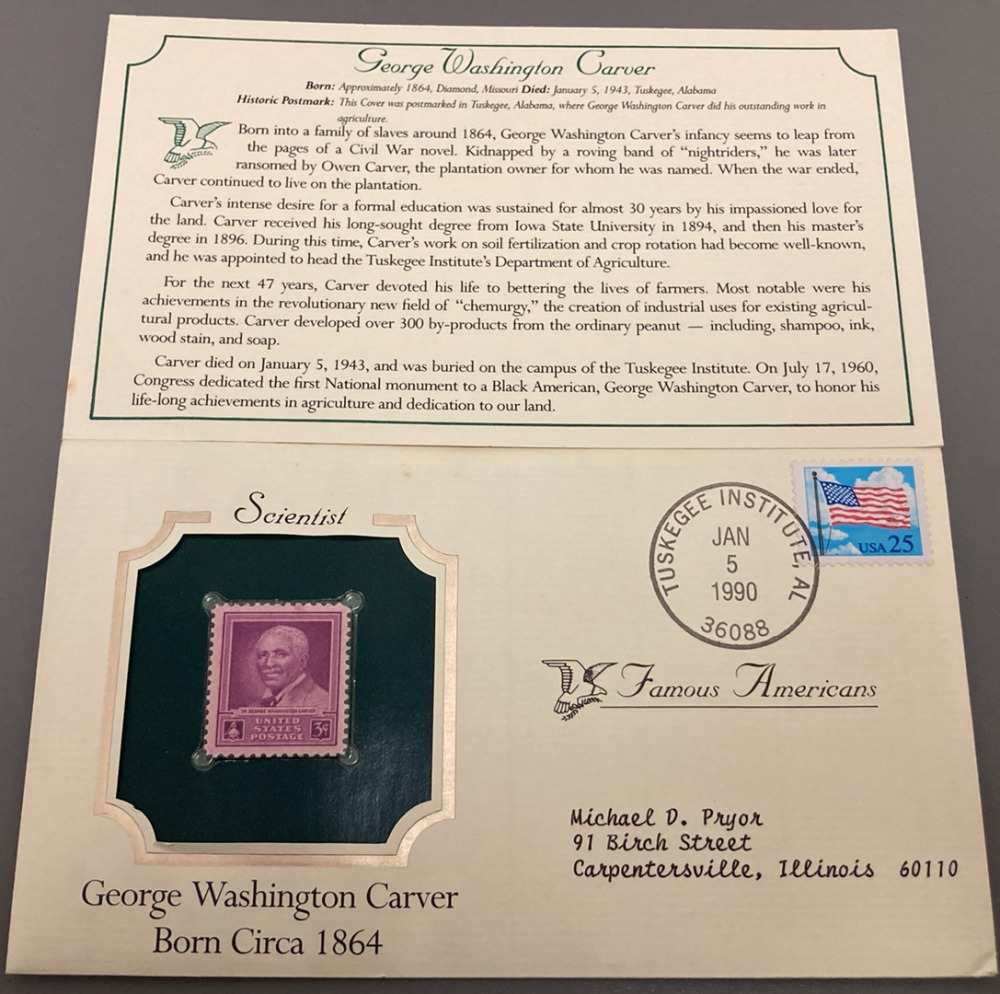 George Washington Carver
Born: Approximately 1864, Diamond, Missouri Died: January 5, 1943, Tuskegee, Alabama
Historic Postmark: This Cover was postmarked in Tuskegee, Alabama, where George Washington Carver did his outstanding work in
agriculture.
Born into a family of slaves around 1864, George Washington Carver's infancy seems to leap from
the pages of a Civil War novel. Kidnapped by a roving band of "nightriders," he was later
ransomed by Owen Carver, the plantation owner for whom he was named. When the war ended,
Carver continued to live on the plantation.
Carver's intense desire for a formal education was sustained for almost 30 years by his impassioned love for
the land. Carver received his long-sought degree from Iowa State University in 1894, and then his master's
degree in 1896. During this time, Carver's work on soil fertilization and crop rotation had become well-known,
and he was appointed to head the Tuskegee Institute's Department of Agriculture.
For the next 47 years, Carver devoted his life to bettering the lives of farmers. Most notable were his
achievements in the revolutionary new field of "chemurgy," the creation of industrial uses for existing agricul-
tural products. Carver developed over 300 by-products from the ordinary peanut — including, shampoo, ink,
wood stain, and soap.
Carver died on January 5, 1943, and was buried on the campus of the Tuskegee Institute. On July 17, 1960,
Congress dedicated the first National monument to a Black American, George Washington Carver, to honor his
life-long achievements in agriculture and dedication to our land.
Scientist
DR. GEORGE WASHINGTON CARVER
UNITED
STATES
POSTAGE
3¢
George Washington Carver
Born Circa 1864
TUSKEGEE INSTITUTE, AL
JAN
5
1990
36088
USA 25
Famous Americans
Michael D. Pryor
91 Birch Street
Carpentersville, Illinois 60110